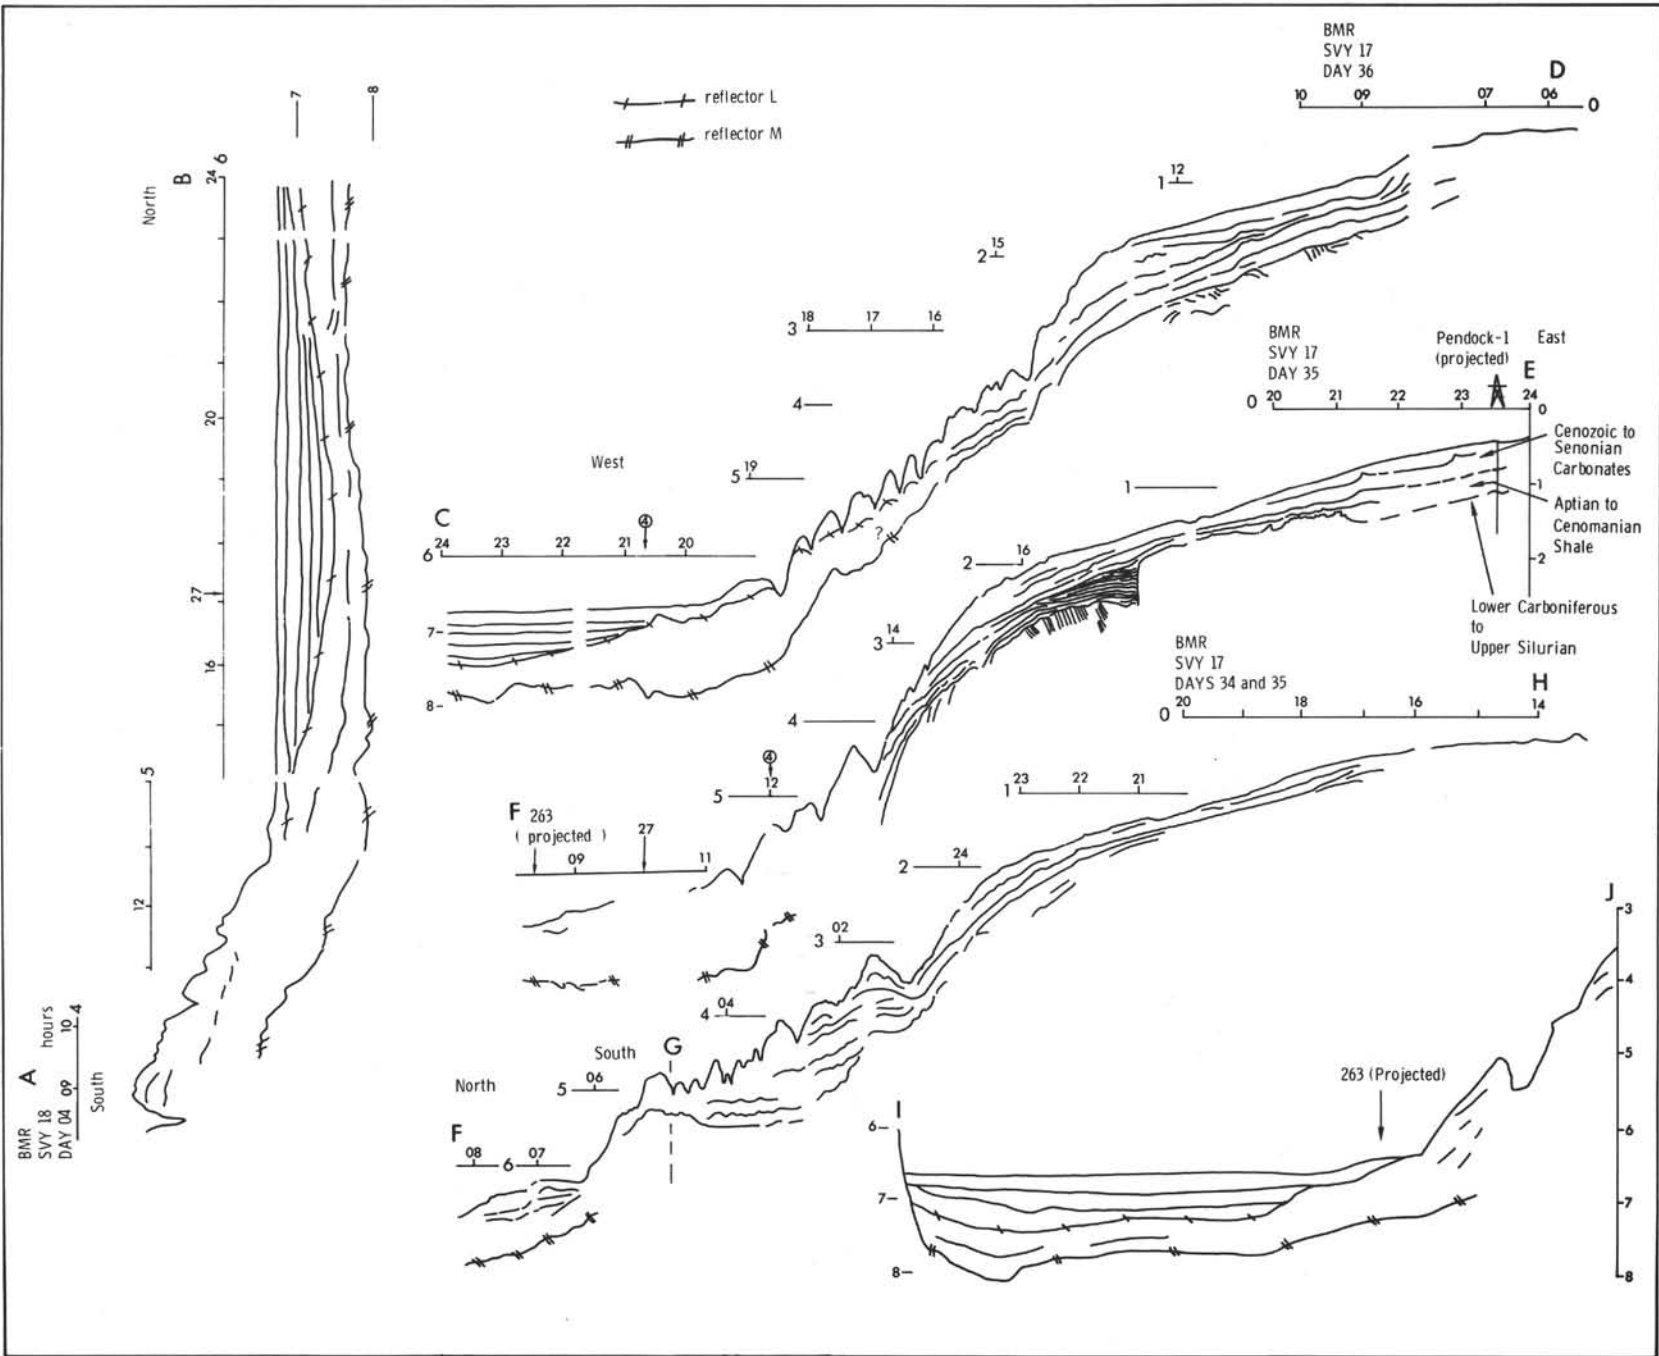 BMR
SVY 17
DAY 36
D
10 09 07 06 0
reflector L
reflector M
7 8
North
B
24 6
20
27
16
5
12
1 12
2 15
3 18 17 16
4
5 19
West
C
4
6 24 23 22 21 20
7
8
BMR
SVY 17
DAY 35
Pendock-1
(projected)
East
E
0 20 21 22 23 24 0
Cenozoic to
Senonian
Carbonates
1
Aptian to
Cenomanian
Shale
2
Lower Carboniferous
to
Upper Silurian
1
2 16
3 14
4
4
5 12
F 263
( projected )
27
09 11
BMR
SVY 17
DAYS 34 and 35
H
0 20 18 16 14
1 23 22 21
2 24
3 02
4 04
South
G
North
5 06
F
08 6 07
BMR
SVY 18
DAY 04
A
hours
09 10 4
South
I
6
7
8
263 (Projected)
J
3
4
5
6
7
8
?